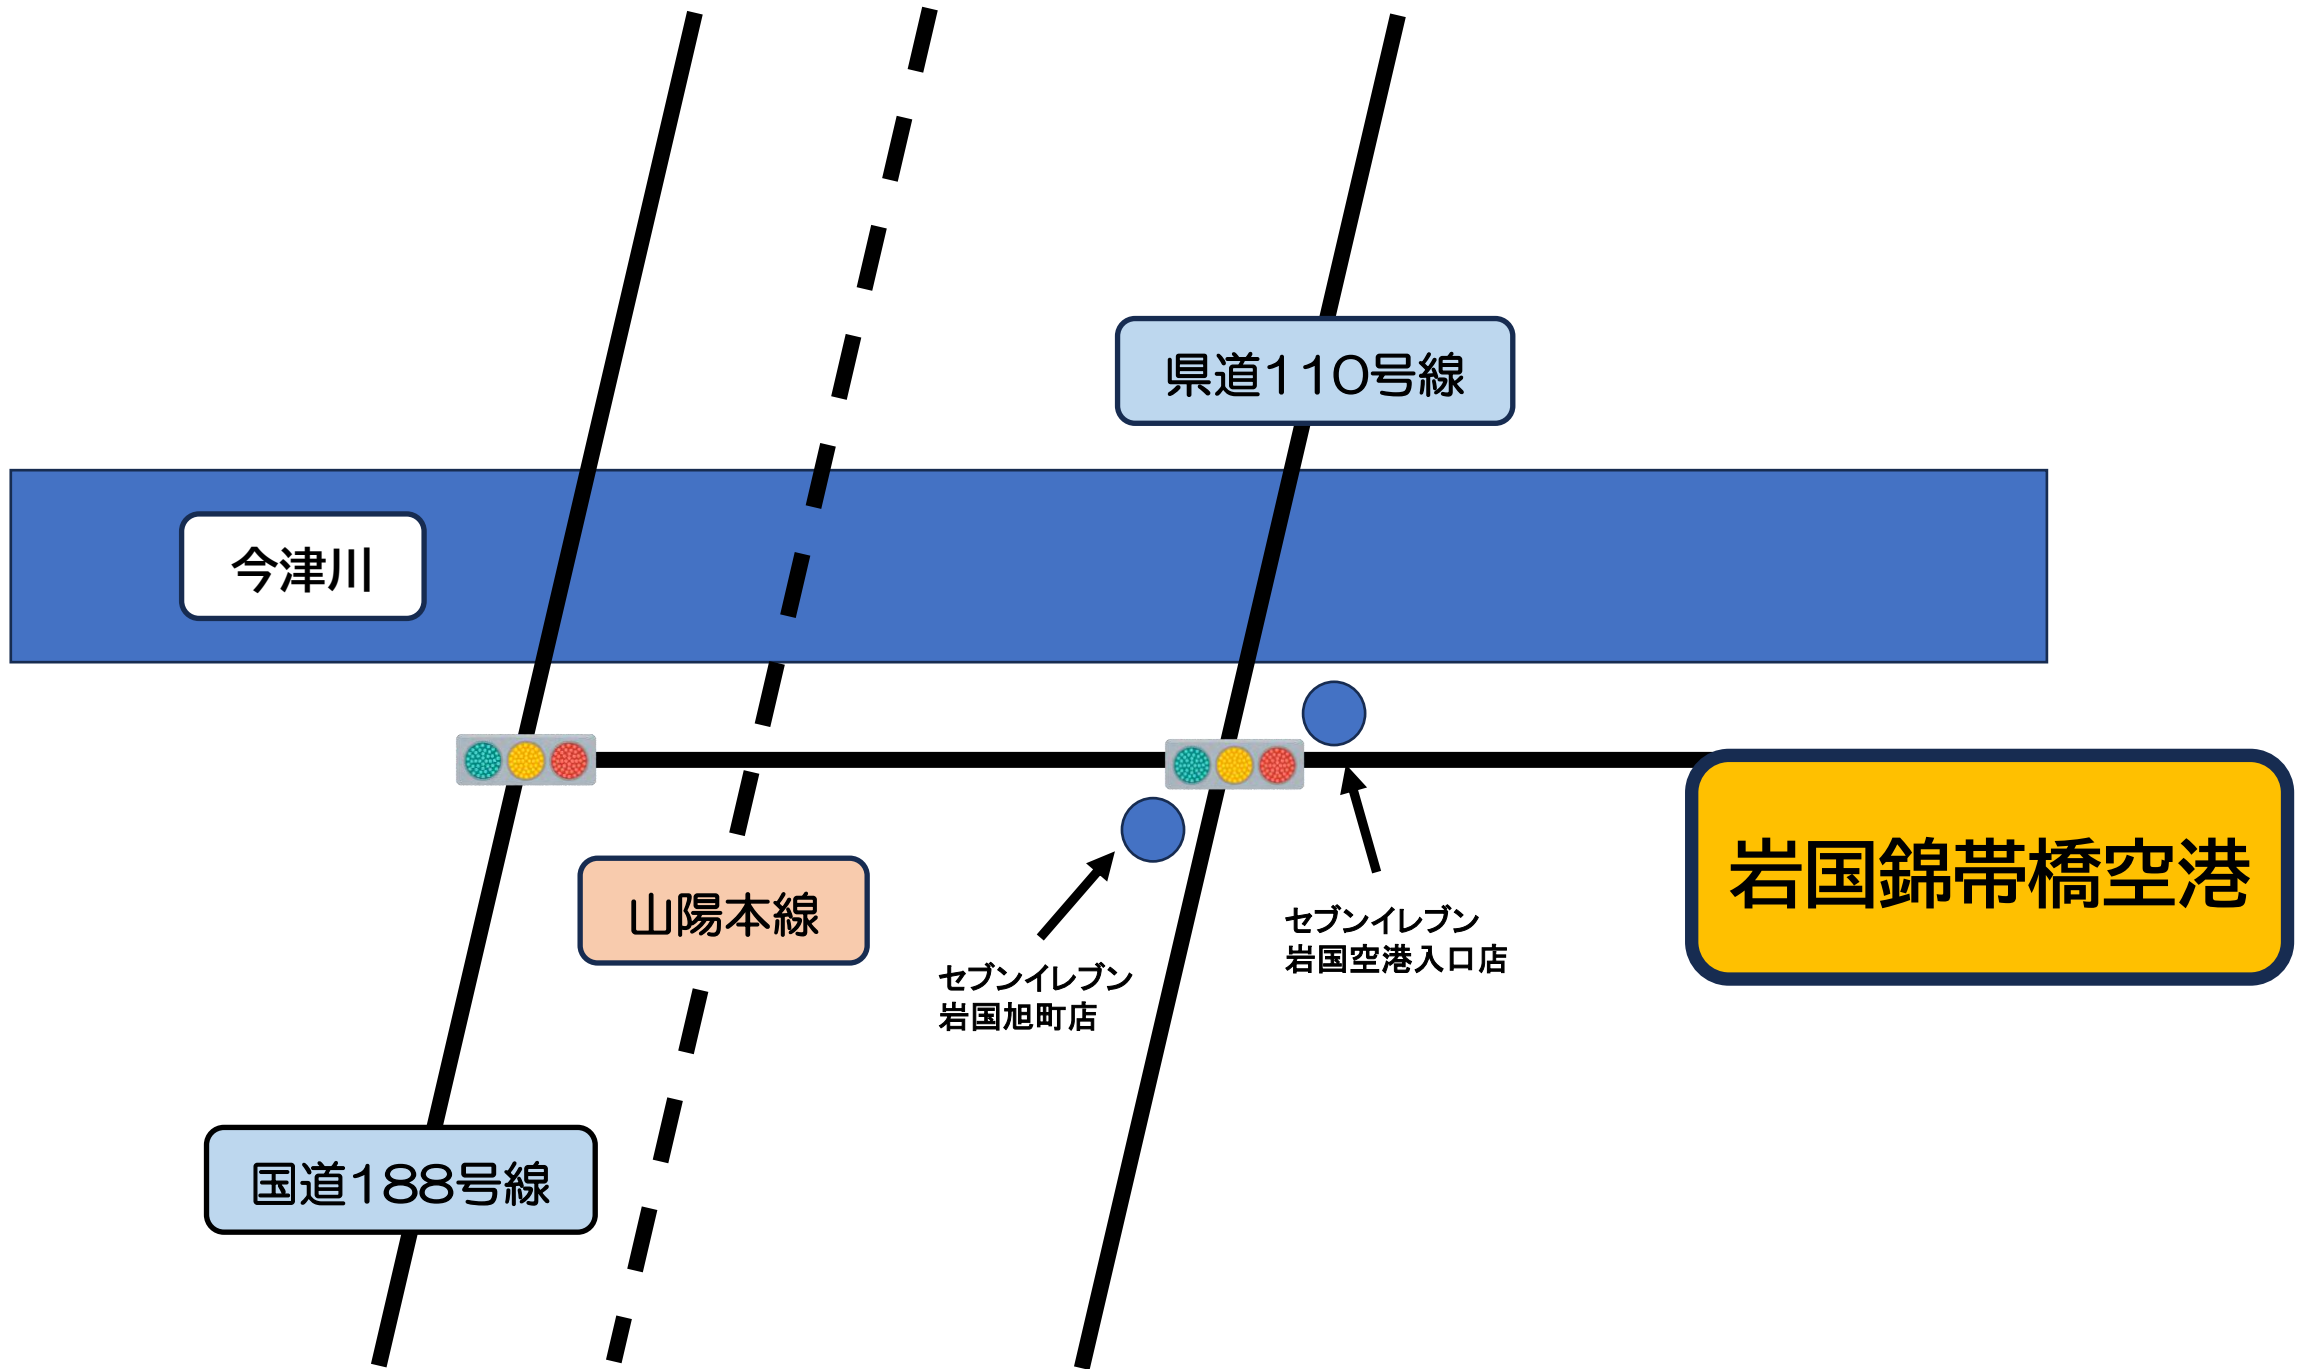 県道110号線
今津川
山陽本線
セブンイレブン
岩国旭町店
セブンイレブン
岩国空港入口店
岩国錦帯橋空港
国道188号線